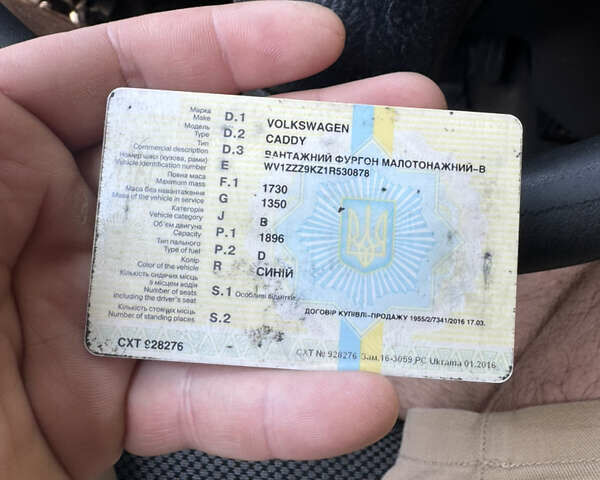 Марка
Make D.1 VOLKSWAGEN
Модель
Type D.2 CADDY
Тип
Commercial description D.3 ВАНТАЖНИЙ ФУРГОН МАЛОТОНАЖНИЙ-В
Номер шасі (кузова, рами)
Vehicle identification number E WV1ZZZ9KZ1R530878
Повна маса
Maximum mass F.1 1730
Маса без навантаження
Mass of the vehicle in service G 1350
Категорія
Vehicle category J B
Об'єм двигуна
Capacity P.1 1896
Тип пального
Type of fuel P.2 D
Колір
Color of the vehicle R СИНІЙ
Кількість сидячих місць
з місцем водія
Number of seats S.1 Особливі відмітки
including the driver's seat
ДОГОВІР КУПІВЛІ-ПРОДАЖУ 1955/2/7341/2016 17.03.
Кількість стоячих місць
Number of standing places S.2
СХТ 928276
СХТ № 928276 Зам.16-3059 РС Ukraina 01.2016.